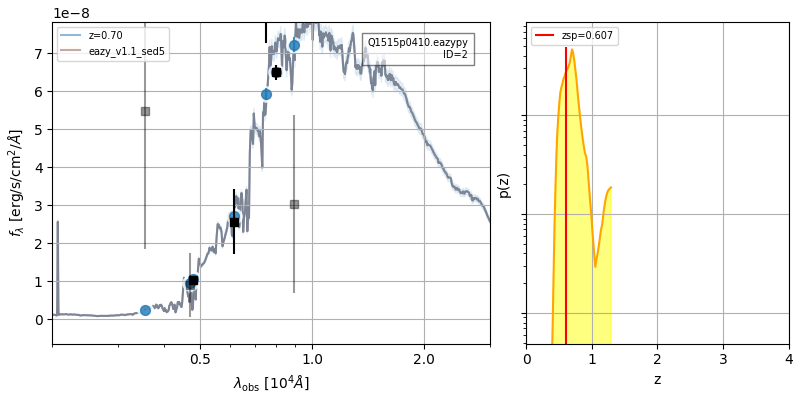 1e−8
z=0.70
eazy_v1.1_sed5
Q1515p0410.eazypy
ID=2
7
6
5
4
3
2
1
0
f_λ [erg/s/cm²/Å]
0.5
1.0
2.0
λ_obs [10⁴Å]
zsp=0.607
p(z)
0
1
2
3
4
z